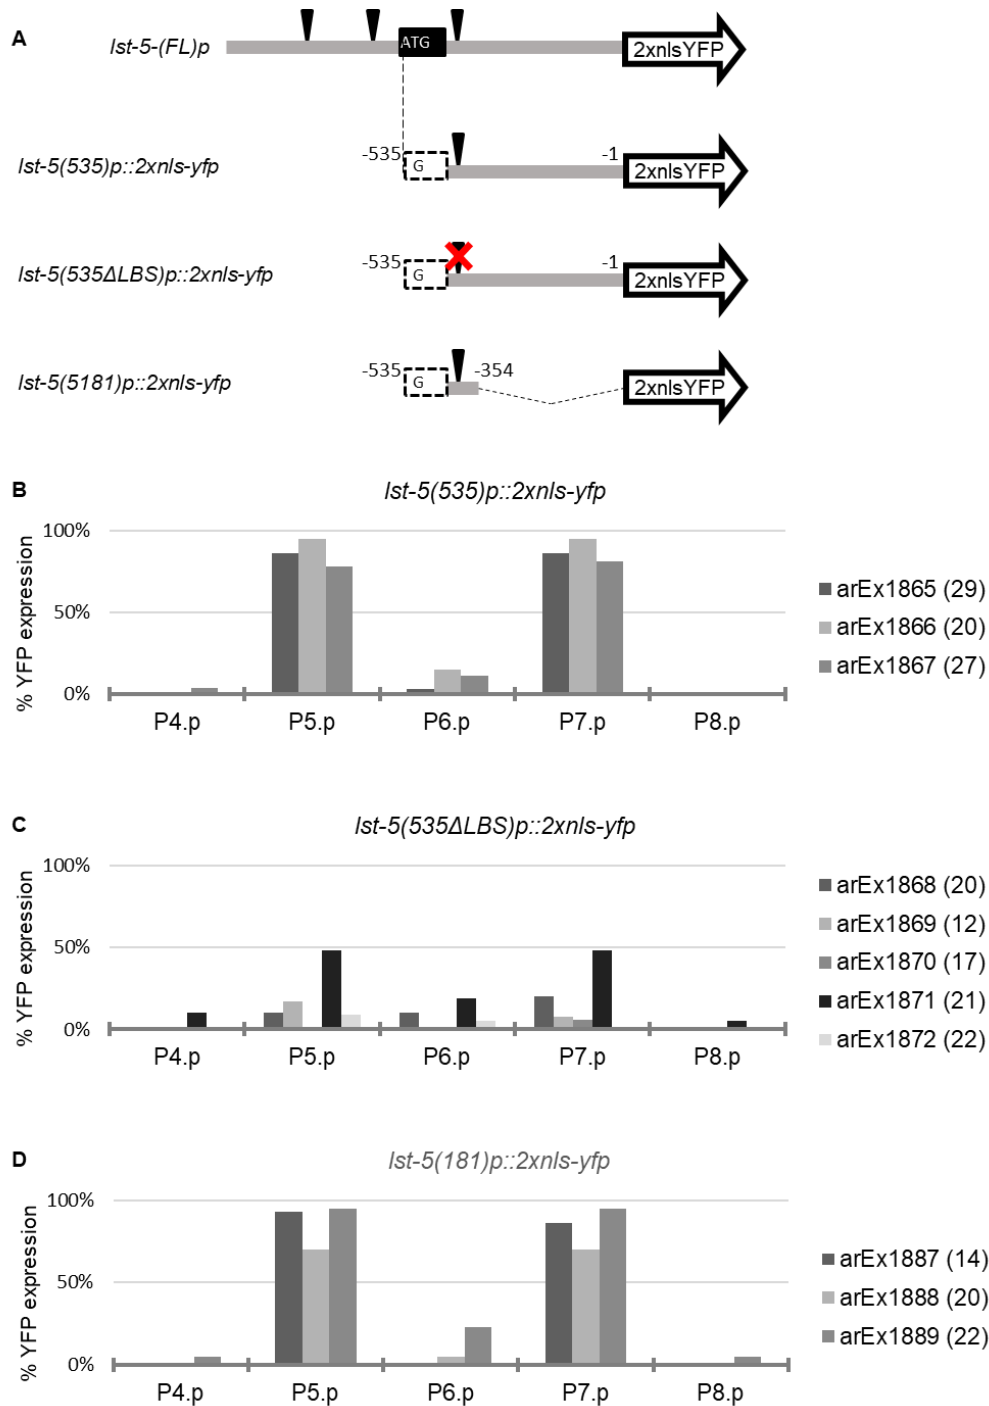 A
lst-5-(FL)p
ATG
2xnlsYFP
lst-5(535)p::2xnls-yfp
-535
G
-1
2xnlsYFP
lst-5(535ΔLBS)p::2xnls-yfp
-535
G
-1
2xnlsYFP
lst-5(5181)p::2xnls-yfp
-535
G
-354
2xnlsYFP
B
lst-5(535)p::2xnls-yfp
% YFP expression
100%
50%
0%
P4.p P5.p P6.p P7.p P8.p
arEx1865 (29)
arEx1866 (20)
arEx1867 (27)
C
lst-5(535ΔLBS)p::2xnls-yfp
% YFP expression
100%
50%
0%
P4.p P5.p P6.p P7.p P8.p
arEx1868 (20)
arEx1869 (12)
arEx1870 (17)
arEx1871 (21)
arEx1872 (22)
D
lst-5(181)p::2xnls-yfp
% YFP expression
100%
50%
0%
P4.p P5.p P6.p P7.p P8.p
arEx1887 (14)
arEx1888 (20)
arEx1889 (22)